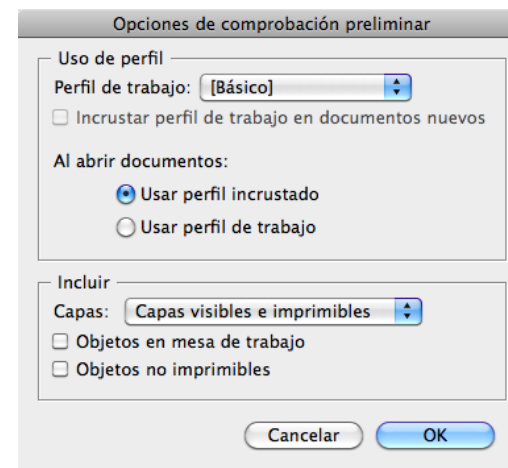 Opciones de comprobación preliminar
Uso de perfil
Perfil de trabajo: [Básico]
Incrustar perfil de trabajo en documentos nuevos
Al abrir documentos:
Usar perfil incrustado
Usar perfil de trabajo
Incluir
Capas: Capas visibles e imprimibles
Objetos en mesa de trabajo
Objetos no imprimibles
Cancelar OK